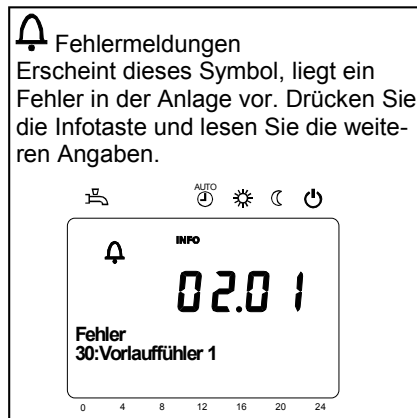 Fehlermeldungen
Erscheint dieses Symbol, liegt ein
Fehler in der Anlage vor. Drücken Sie
die Infotaste und lesen Sie die weite-
ren Angaben.
AUTO
INFO
02.01
Fehler
30:Vorlauffühler 1
0 4 8 12 16 20 24